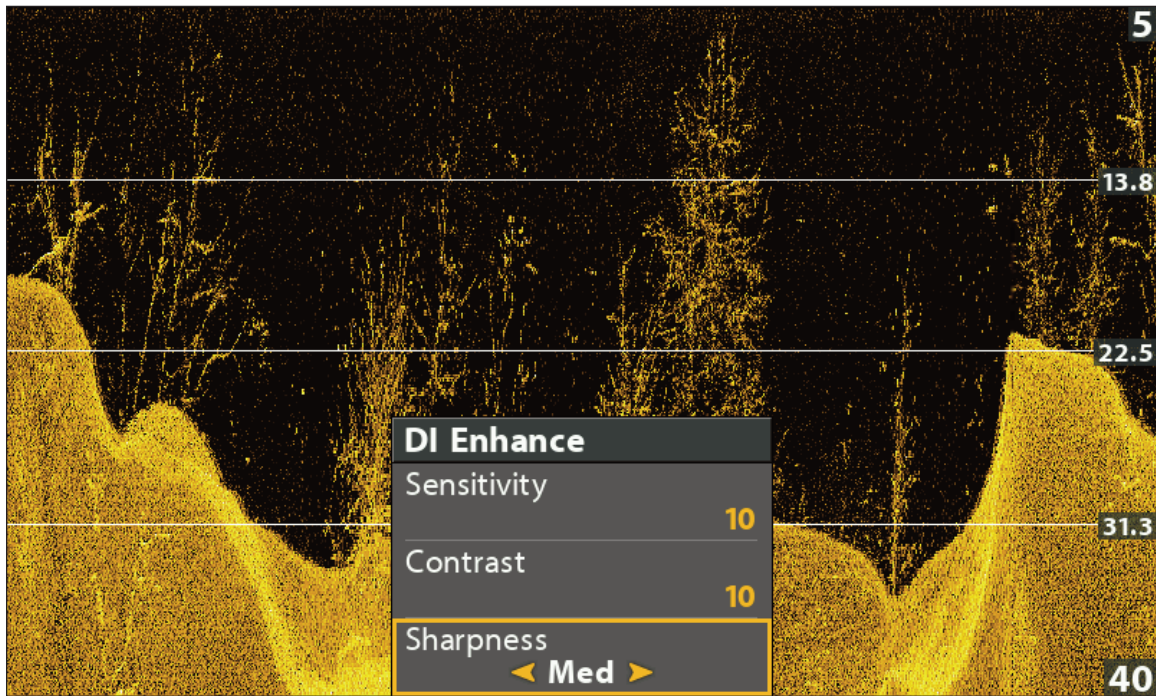 5
13.8
22.5
DI Enhance
Sensitivity
10
31.3
Contrast
10
Sharpness
Med
40